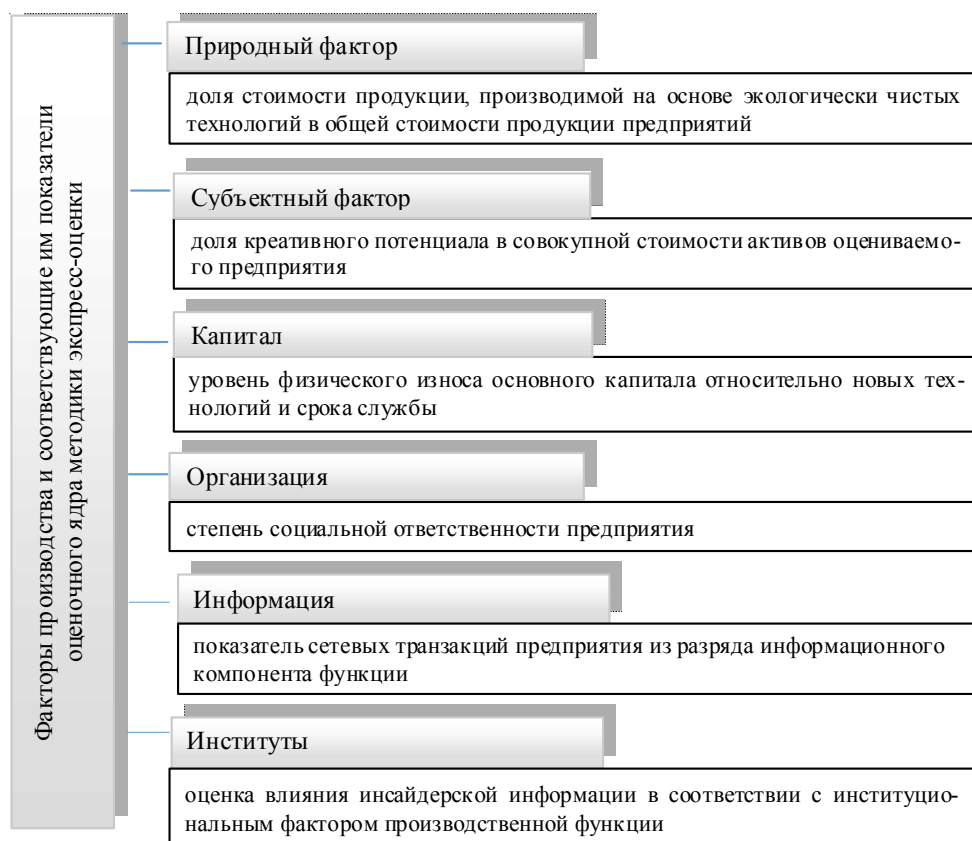 Факторы производства и соответствующие им показатели
оценочного ядра методики экспресс-оценки
Природный фактор
доля стоимости продукции, производимой на основе экологически чистых
технологий в общей стоимости продукции предприятий
Субъектный фактор
доля креативного потенциала в совокупной стоимости активов оцениваемо-
го предприятия
Капитал
уровень физического износа основного капитала относительно новых тех-
нологий и срока службы
Организация
степень социальной ответственности предприятия
Информация
показатель сетевых транзакций предприятия из разряда информационного
компонента функции
Институты
оценка влияния инсайдерской информации в соответствии с институцио-
нальным фактором производственной функции